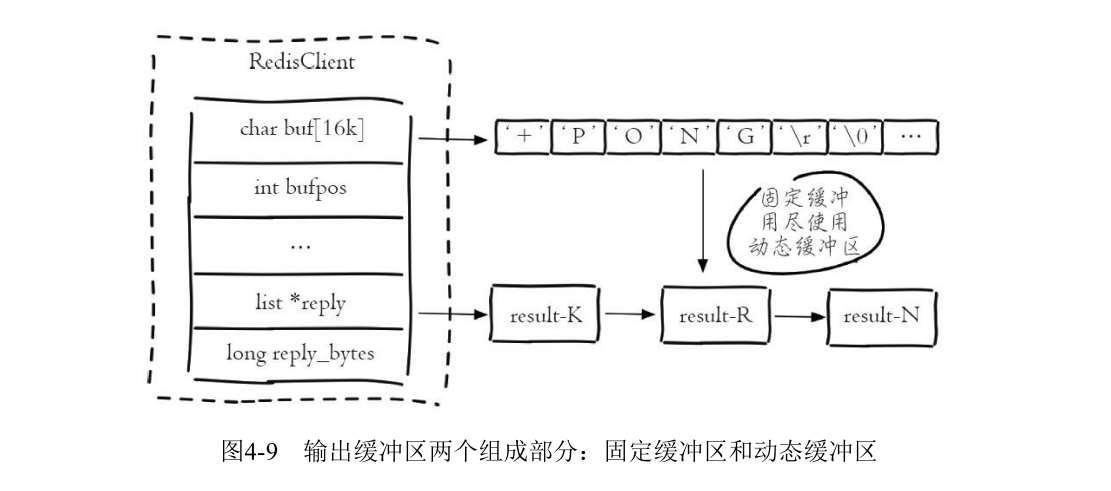 RedisClient
char buf[16k]
int bufpos
...
list *reply
long reply_bytes
‘+’ ‘P’ ‘O’ ‘N’ ‘G’ ‘\r’ ‘\0’ ...
固定缓冲
用尽使用
动态缓冲区
result-K
result-R
result-N
图4-9 输出缓冲区两个组成部分：固定缓冲区和动态缓冲区